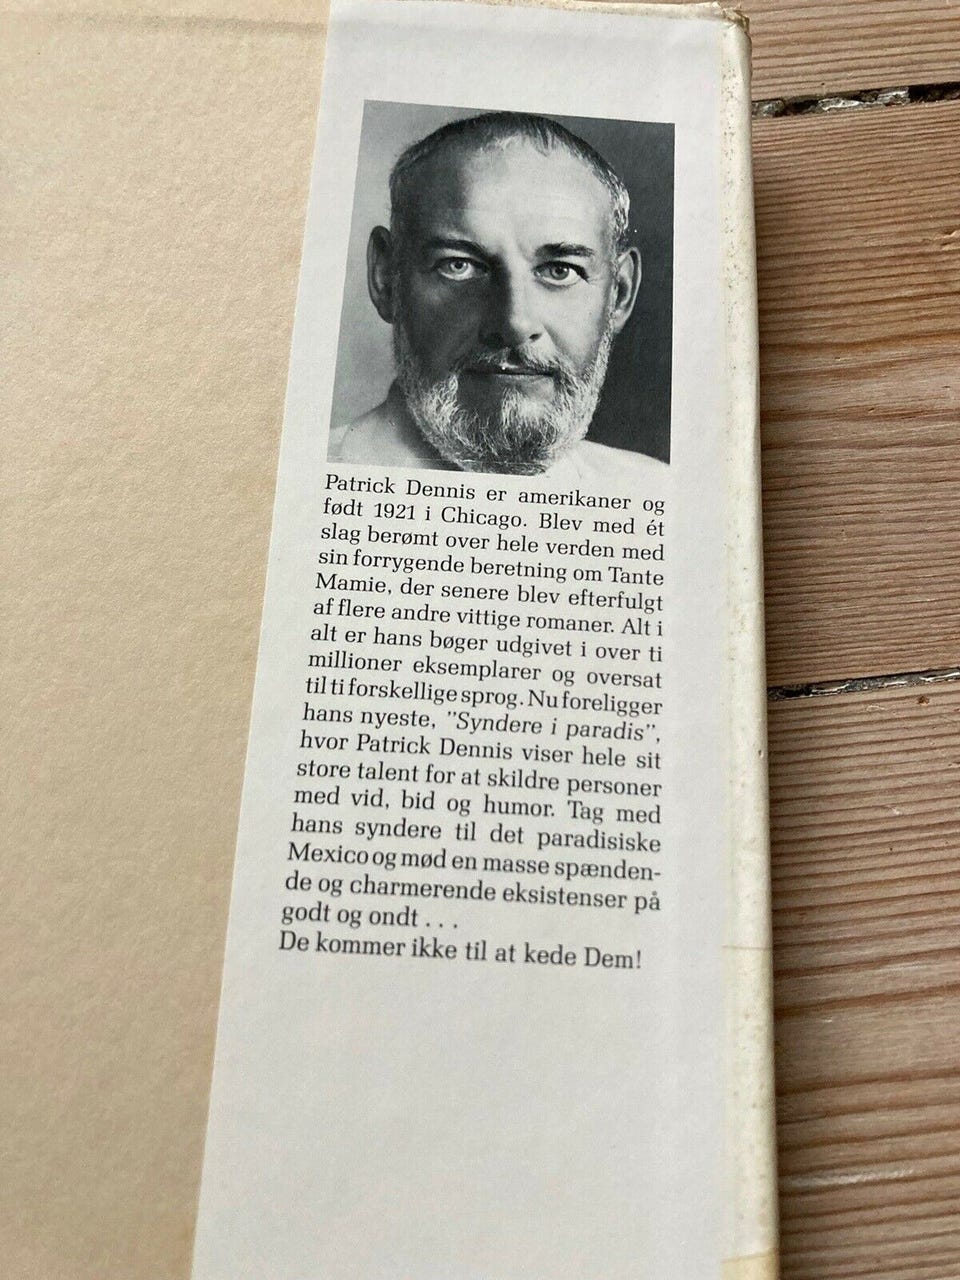 Patrick Dennis er amerikaner og
født 1921 i Chicago. Blev med ét
slag berømt over hele verden med
sin forrygende beretning om Tante
Mamie, der senere blev efterfulgt
af flere andre vittige romaner. Alt i
alt er hans bøger udgivet i over ti
millioner eksemplarer og oversat
til ti forskellige sprog. Nu foreligger
hans nyeste, "Syndere i paradis",
hvor Patrick Dennis viser hele sit
store talent for at skildre personer
med vid, bid og humor. Tag med
hans syndere til det paradisiske
Mexico og mød en masse spænden-
de og charmerende eksistenser på
godt og ondt . . .
De kommer ikke til at kede Dem!